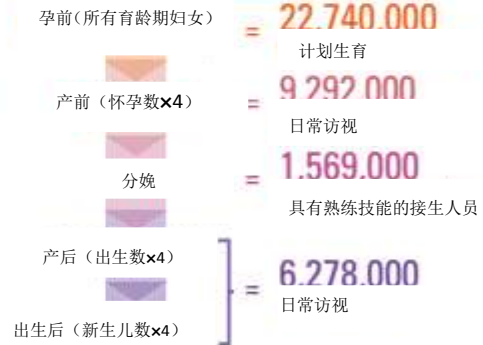 孕前（所有育龄期妇女）
= 22.740.000
计划生育
产前（怀孕数×4）
= 9.292.000
日常访视
分娩
= 1.569.000
具有熟练技能的接生人员
产后（出生数×4）
= 6.278.000
日常访视
出生后（新生儿数×4）